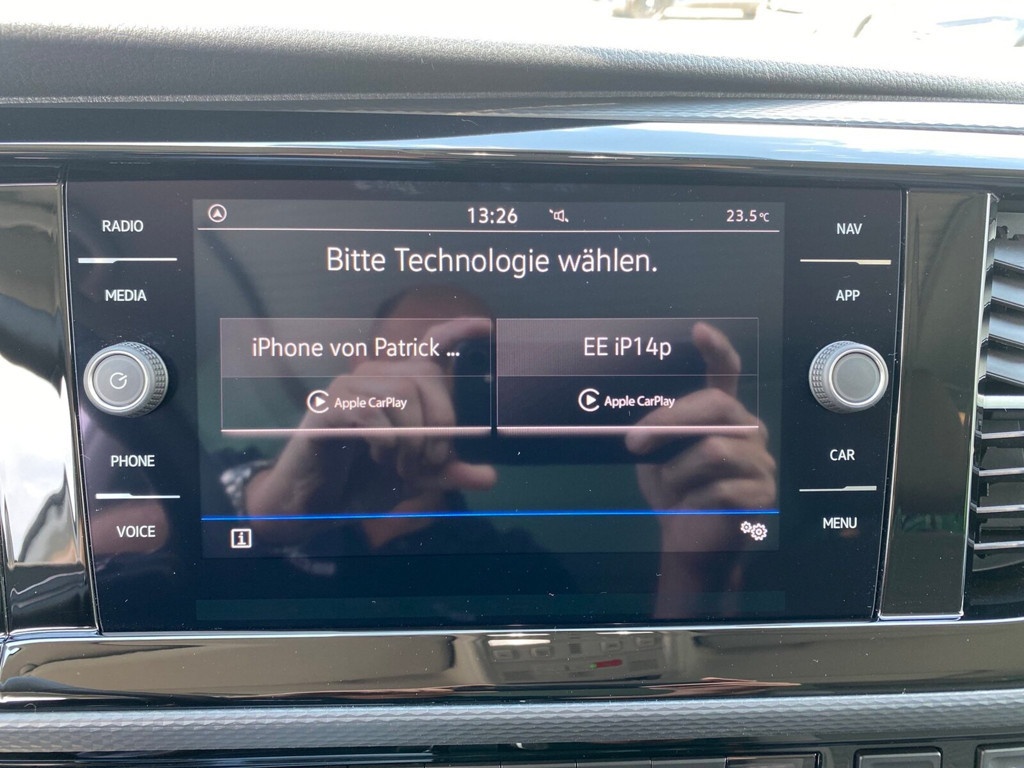 RADIO
MEDIA
PHONE
VOICE
13:26
23.5°C
Bitte Technologie wählen.
iPhone von Patrick ...
Apple CarPlay
EE iP14p
Apple CarPlay
i
NAV
APP
CAR
MENU